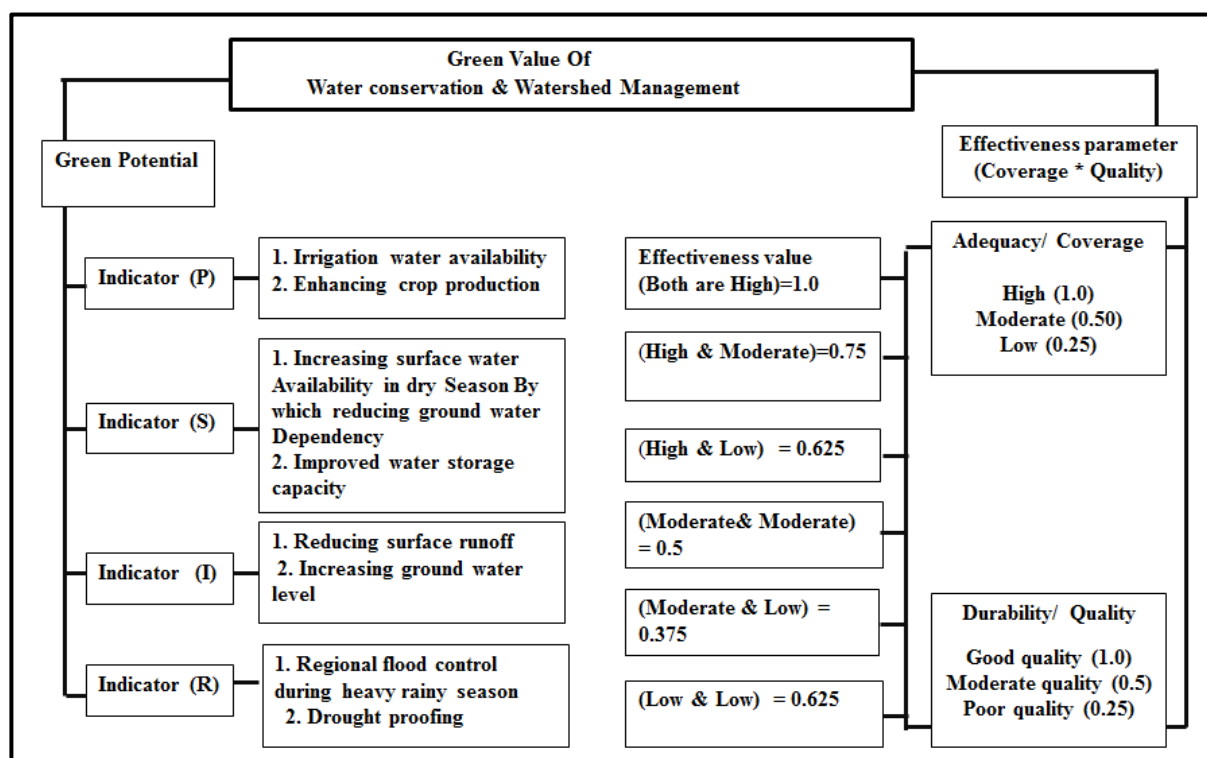 Green Value Of
Water conservation & Watershed Management
Green Potential
Effectiveness parameter
(Coverage * Quality)
Indicator (P)
1. Irrigation water availability
2. Enhancing crop production
Indicator (S)
1. Increasing surface water
Availability in dry Season By
which reducing ground water
Dependency
2. Improved water storage
capacity
Indicator (I)
1. Reducing surface runoff
2. Increasing ground water
level
Indicator (R)
1. Regional flood control
during heavy rainy season
2. Drought proofing
Effectiveness value
(Both are High)=1.0
(High & Moderate)=0.75
(High & Low) = 0.625
(Moderate& Moderate)
= 0.5
(Moderate & Low) =
0.375
(Low & Low) = 0.625
Adequacy/ Coverage
High (1.0)
Moderate (0.50)
Low (0.25)
Durability/ Quality
Good quality (1.0)
Moderate quality (0.5)
Poor quality (0.25)